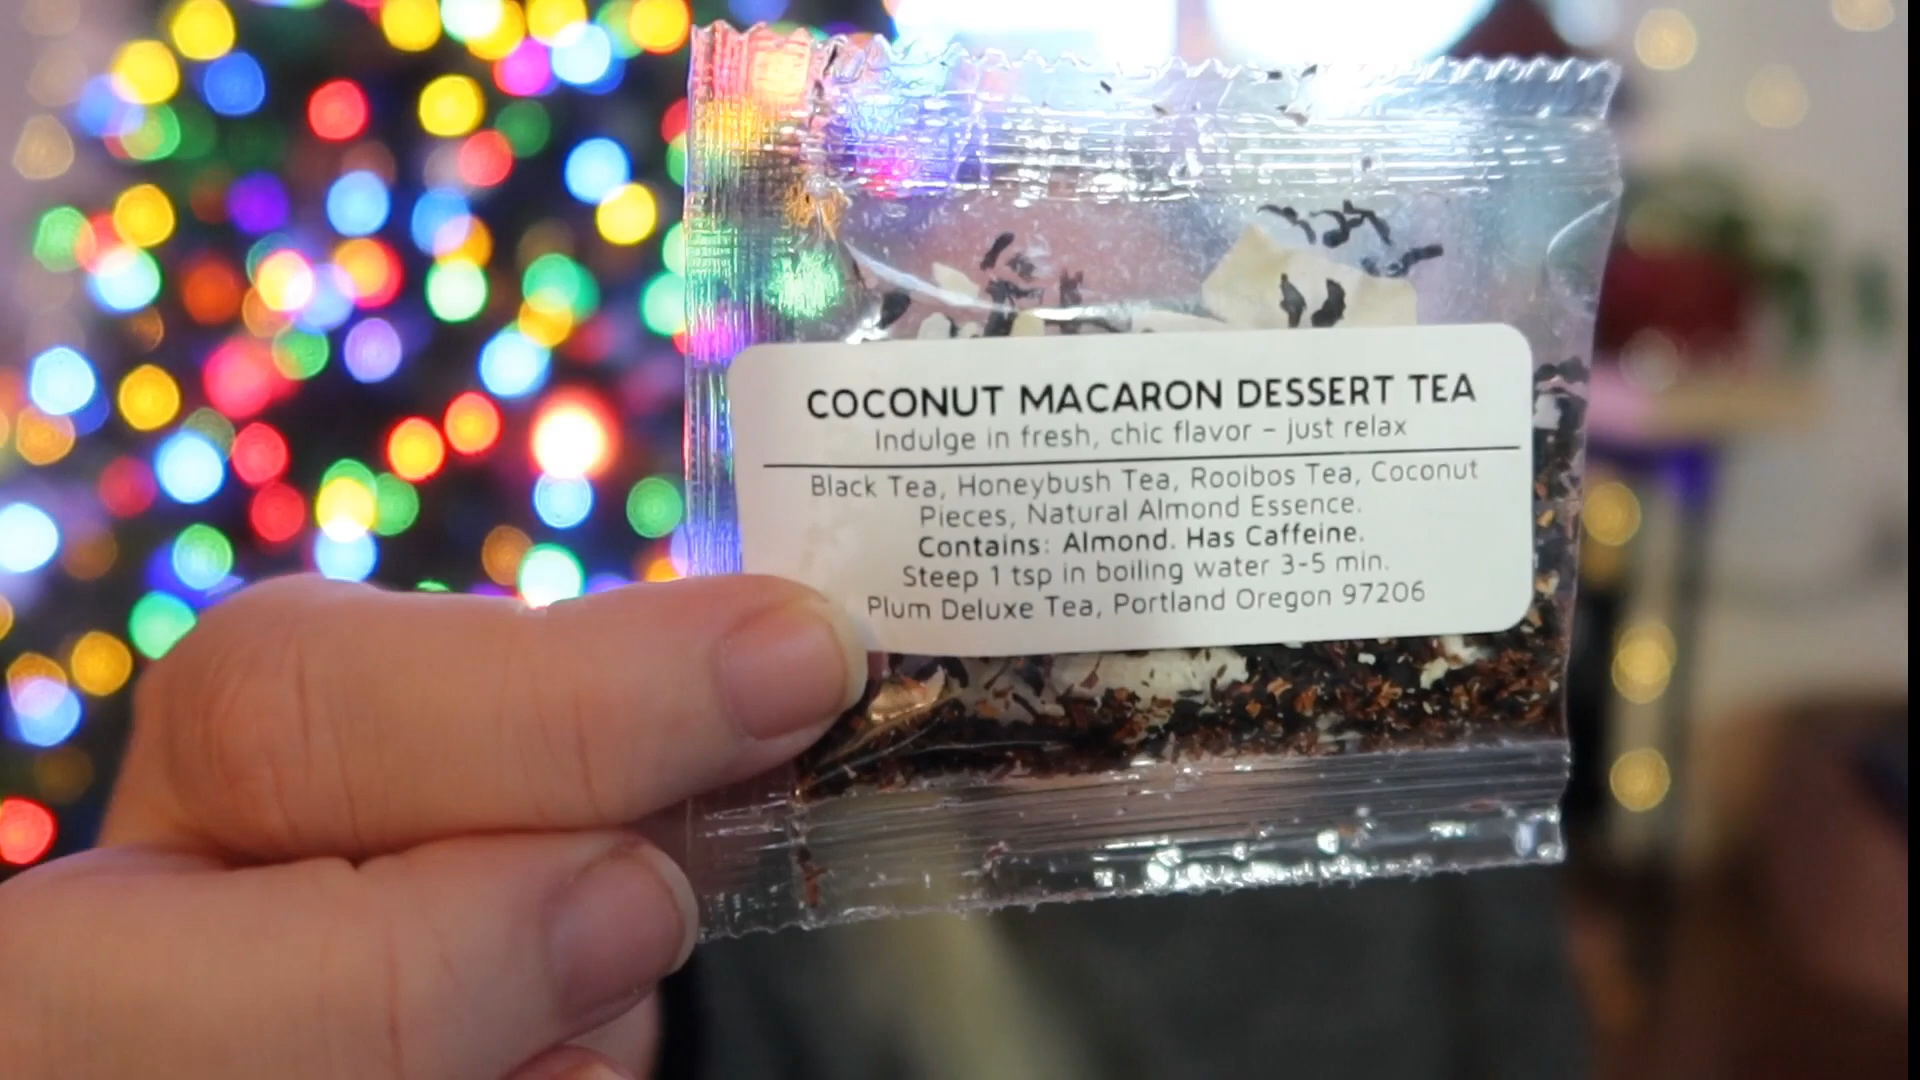 COCONUT MACARON DESSERT TEA
Indulge in fresh, chic flavor – just relax
Black Tea, Honeybush Tea, Rooibos Tea, Coconut
Pieces, Natural Almond Essence.
Contains: Almond. Has Caffeine.
Steep 1 tsp in boiling water 3-5 min.
Plum Deluxe Tea, Portland Oregon 97206